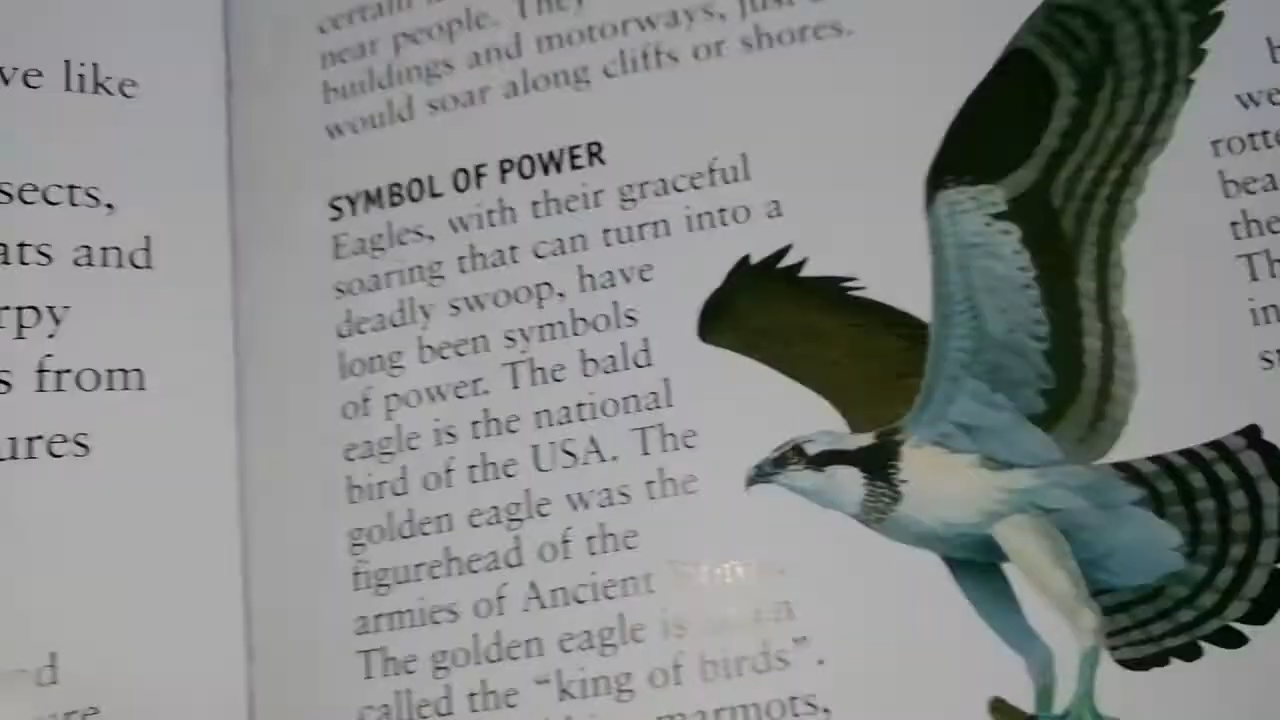 ve like
sects,
ats and
rpy
s from
ures
d
certain
near people. They
buildings and motorways, just
would soar along cliffs or shores.
SYMBOL OF POWER
Eagles, with their graceful
soaring that can turn into a
deadly swoop, have
long been symbols
of power. The bald
eagle is the national
bird of the USA. The
golden eagle was the
figurehead of the
armies of Ancient
The golden eagle is
called the “king of birds”.
marmots,
b
we
rotte
bea
the
Th
in